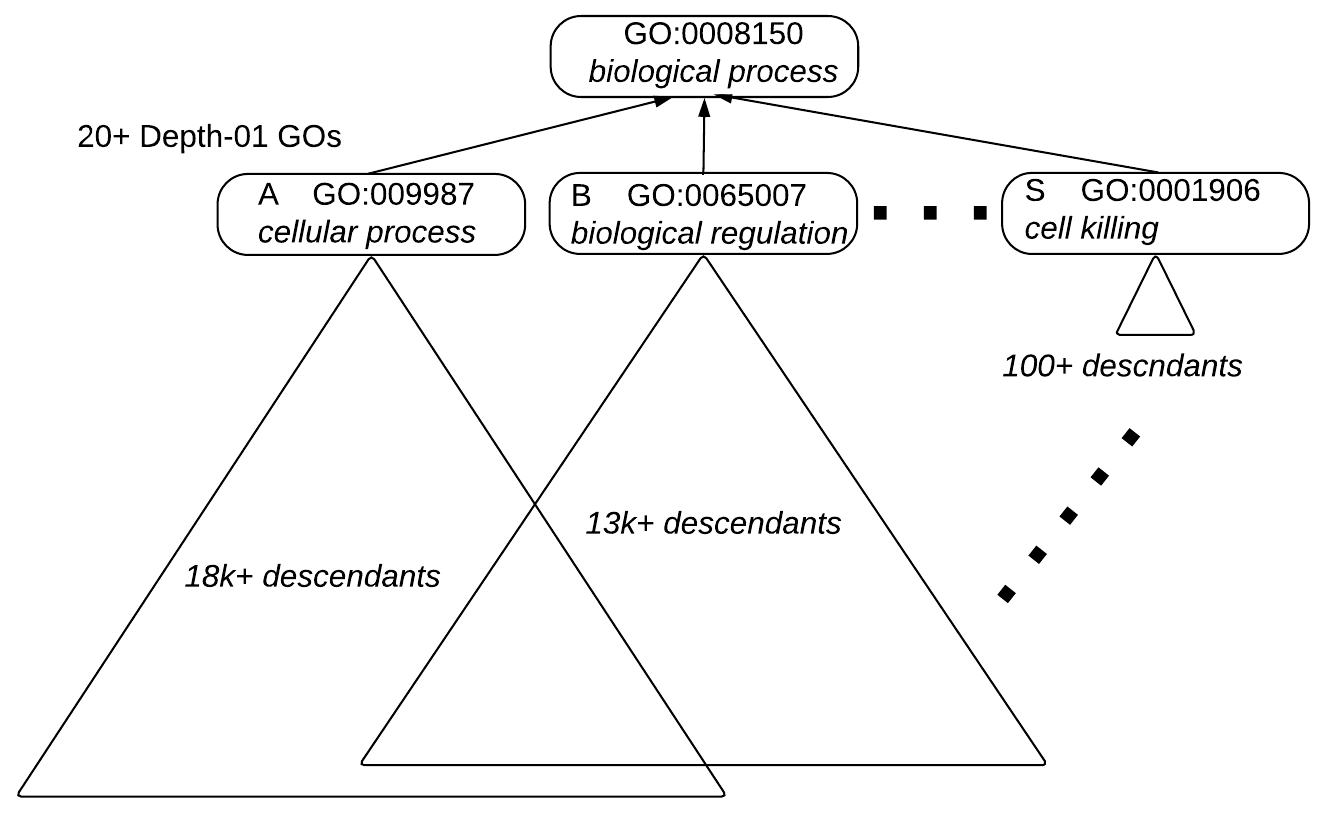 GO:0008150
biological process
20+ Depth-01 GOs
A GO:009987
cellular process
B GO:0065007
biological regulation
S GO:0001906
cell killing
100+ descndants
13k+ descendants
18k+ descendants